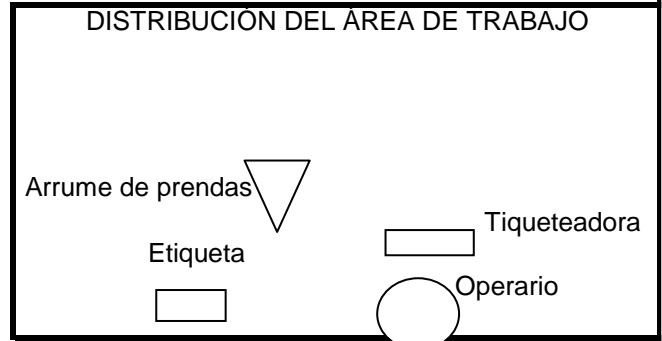 DISTRIBUCIÓN DEL ÁREA DE TRABAJO
Arrume de prendas
Tiqueteadora
Etiqueta
Operario